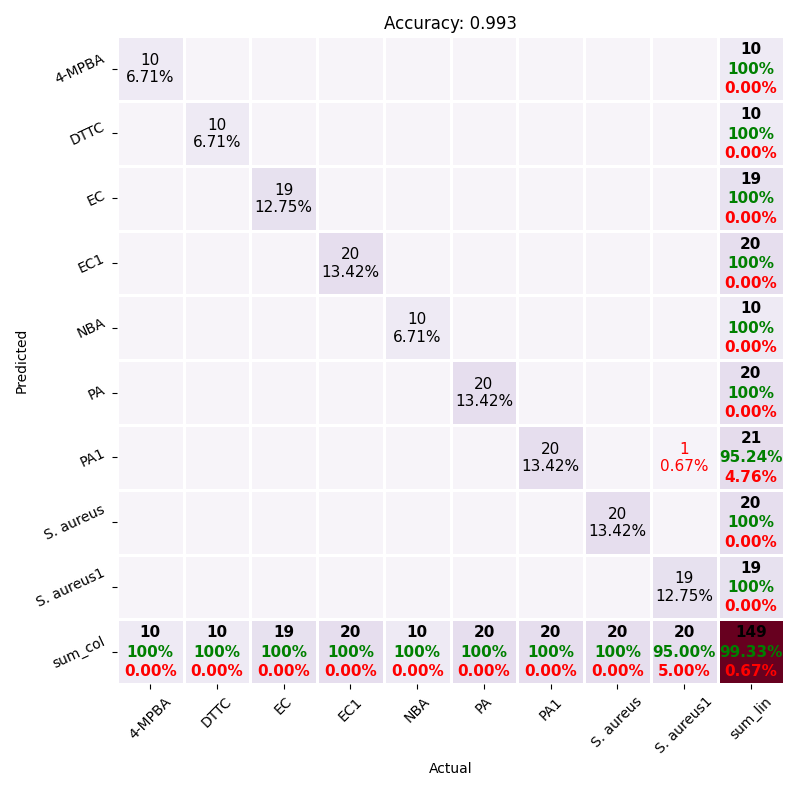 Accuracy: 0.993
4-MPBA
10
6.71%
10
100%
0.00%
DTTC
10
6.71%
10
100%
0.00%
EC
19
12.75%
19
100%
0.00%
EC1
20
13.42%
20
100%
0.00%
NBA
10
6.71%
10
100%
0.00%
Predicted
PA
20
13.42%
20
100%
0.00%
PA1
20
13.42%
1
0.67%
21
95.24%
4.76%
S. aureus
20
13.42%
20
100%
0.00%
S. aureus1
19
12.75%
19
100%
0.00%
sum_col
10 10 19 20 10 20 20 20 20 149
100% 100% 100% 100% 100% 100% 100% 100% 95.00% 99.33%
0.00% 0.00% 0.00% 0.00% 0.00% 0.00% 0.00% 0.00% 5.00% 0.67%
4-MPBA DTTC EC EC1 NBA PA PA1 S. aureus S. aureus1 sum_lin
Actual